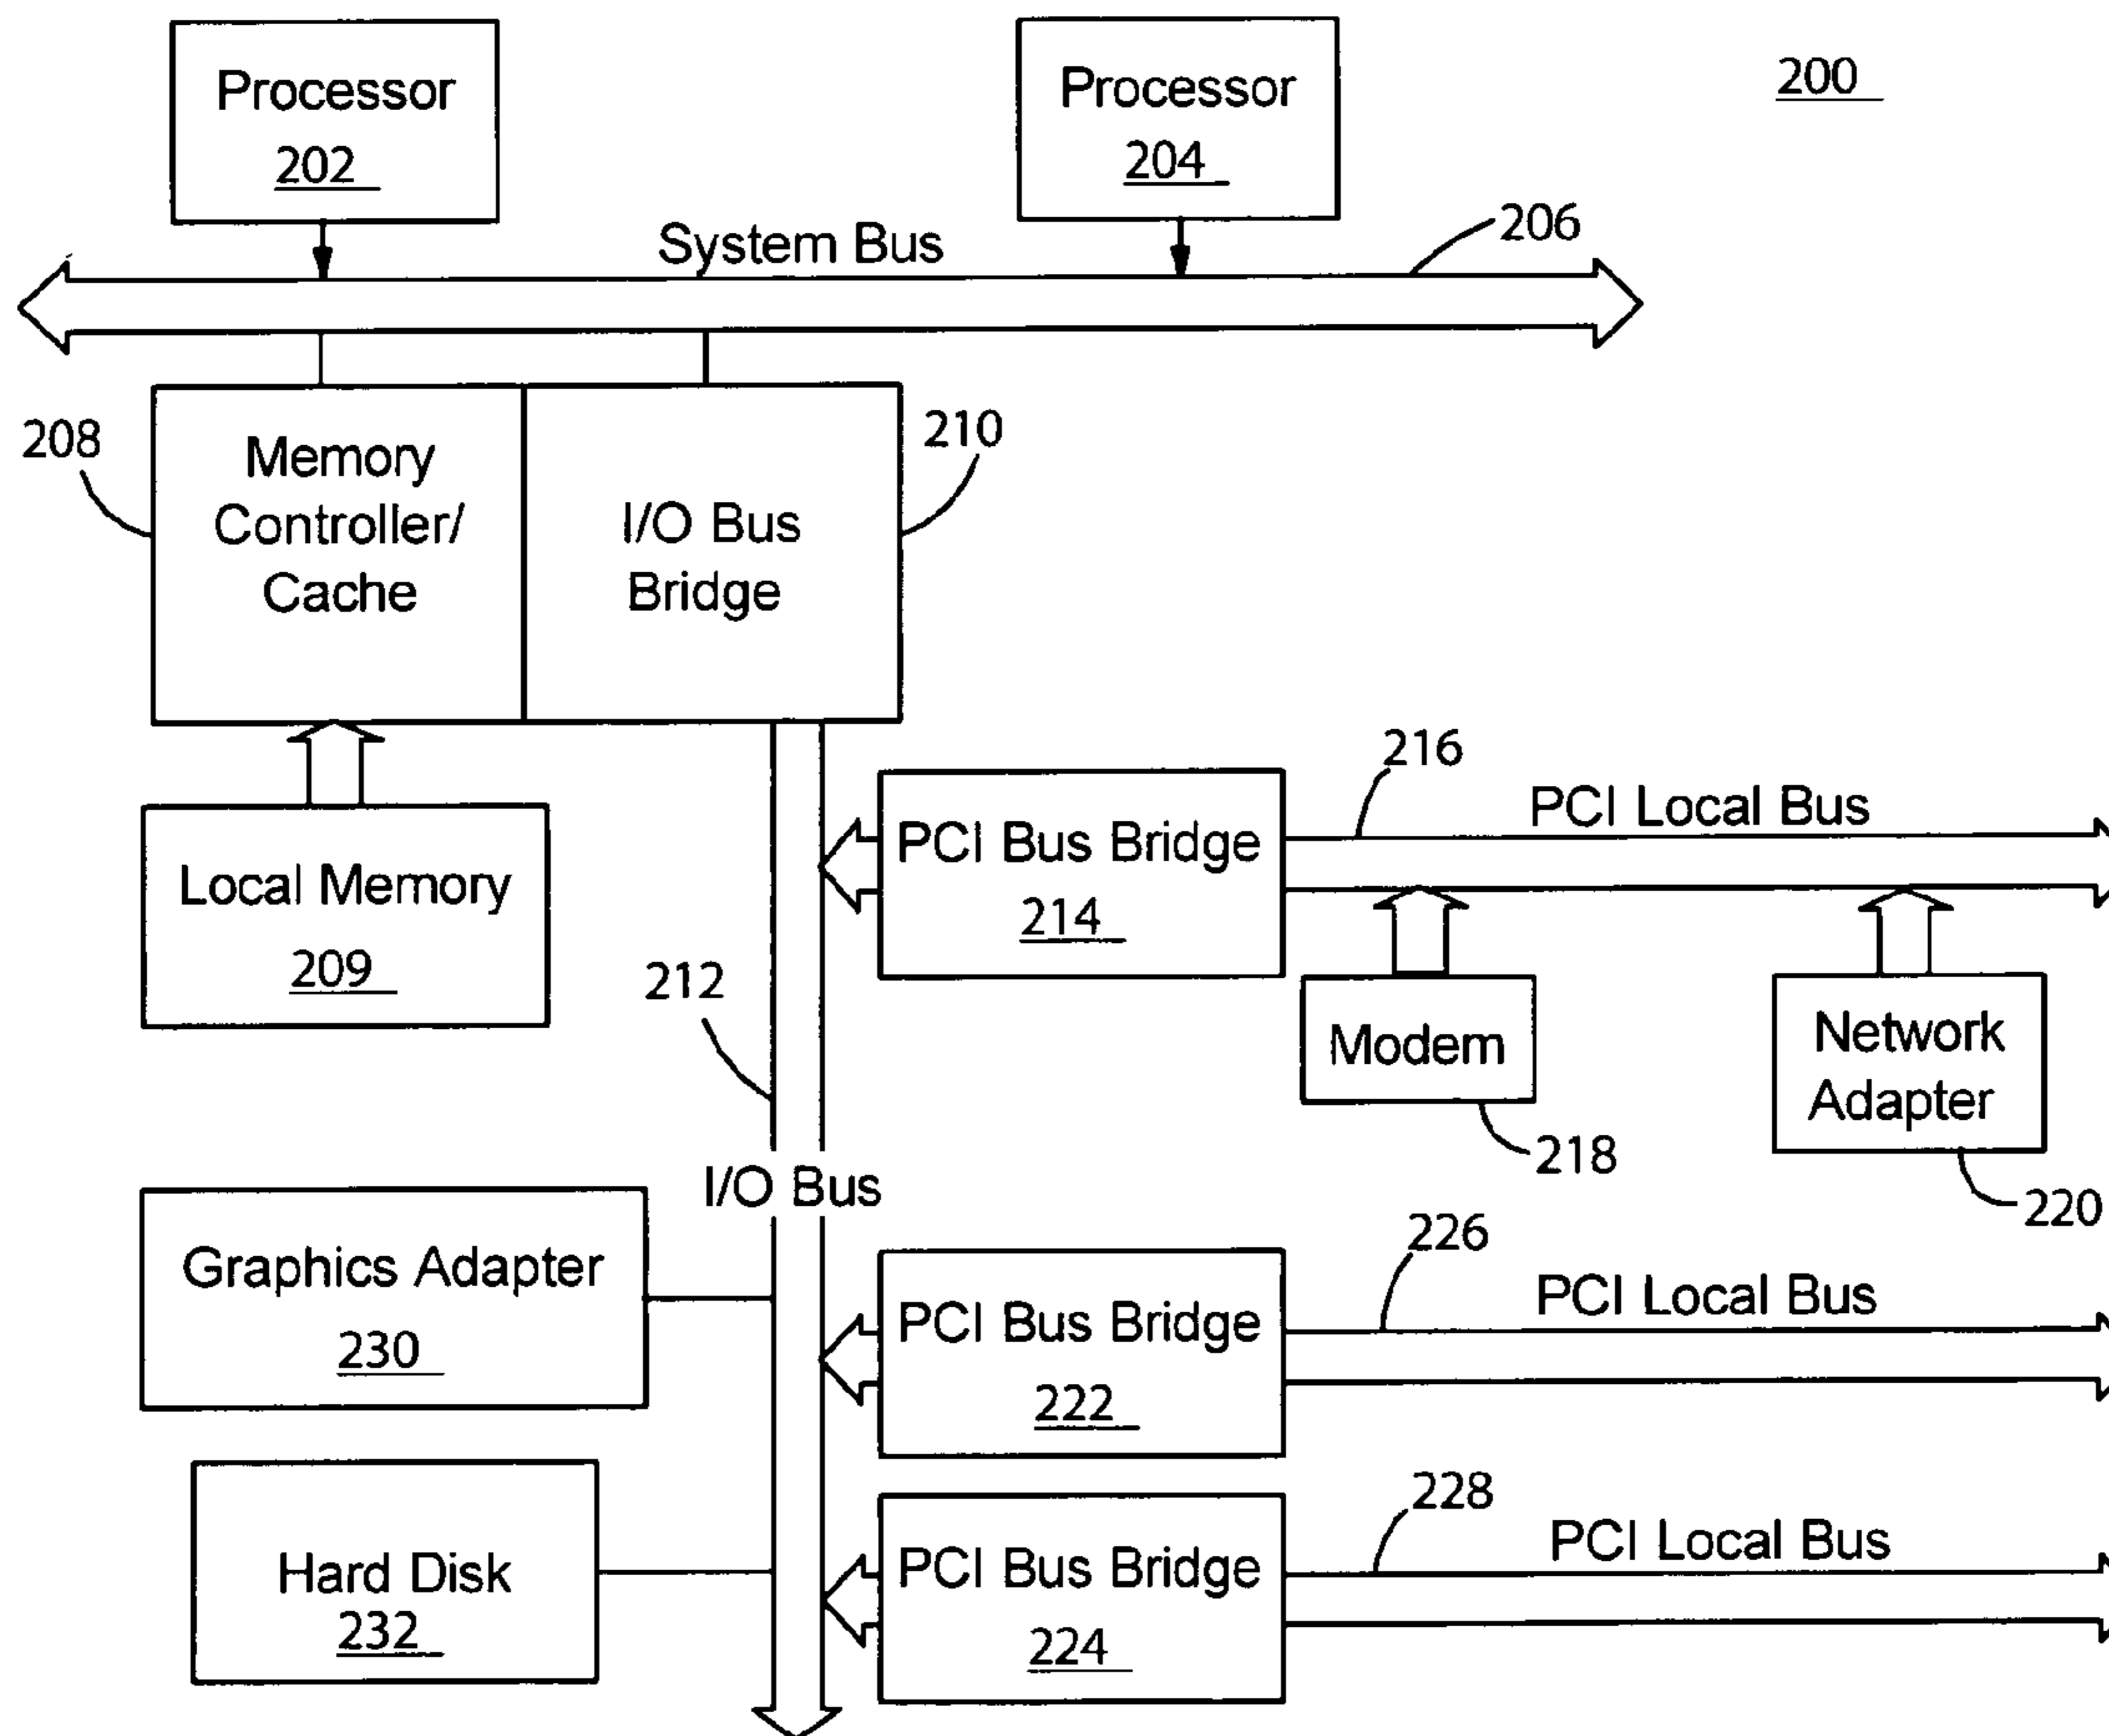 Processor
202
Processor
204
200
System Bus
206
208
Memory
Controller/
Cache
I/O Bus
Bridge
210
Local Memory
209
212
PCI Bus Bridge
214
216
PCI Local Bus
Modem
218
Network
Adapter
220
I/O Bus
Graphics Adapter
230
PCI Bus Bridge
222
226
PCI Local Bus
Hard Disk
232
PCI Bus Bridge
224
228
PCI Local Bus